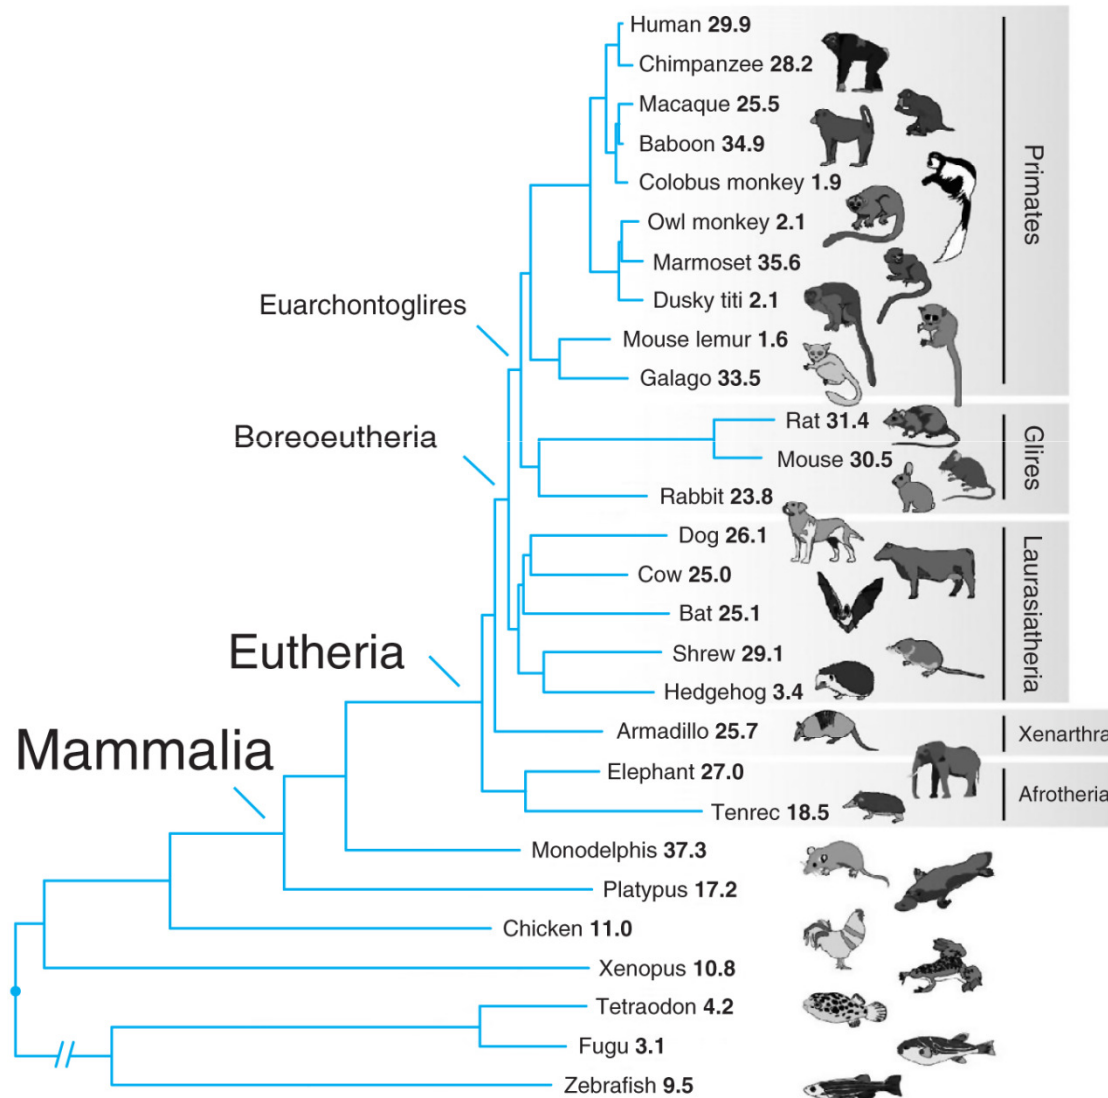 Human 29.9
Chimpanzee 28.2
Macaque 25.5
Baboon 34.9
Colobus monkey 1.9
Owl monkey 2.1
Marmoset 35.6
Dusky titi 2.1
Mouse lemur 1.6
Galago 33.5
Primates
Euarchontoglires
Rat 31.4
Mouse 30.5
Rabbit 23.8
Glires
Boreoeutheria
Dog 26.1
Cow 25.0
Bat 25.1
Shrew 29.1
Hedgehog 3.4
Laurasiatheria
Eutheria
Armadillo 25.7
Xenarthra
Mammalia
Elephant 27.0
Tenrec 18.5
Afrotheria
Monodelphis 37.3
Platypus 17.2
Chicken 11.0
Xenopus 10.8
Tetraodon 4.2
Fugu 3.1
Zebrafish 9.5